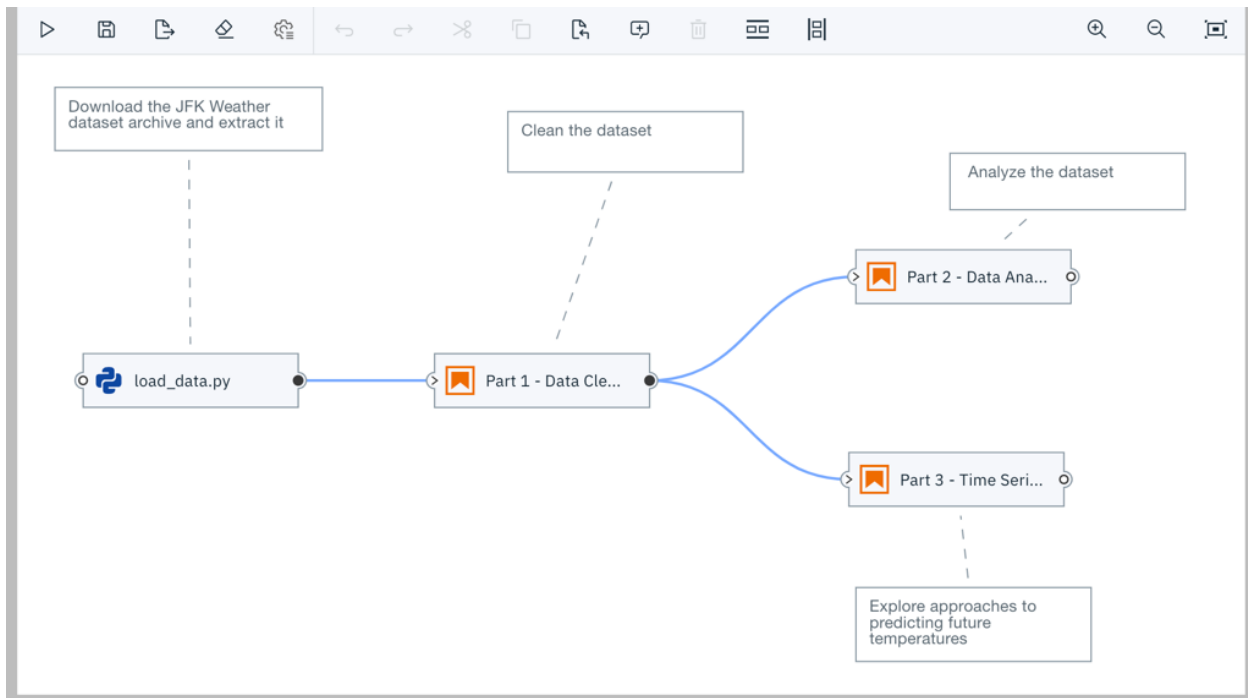 Download the JFK Weather
dataset archive and extract it
Clean the dataset
Analyze the dataset
Part 2 - Data Ana...
load_data.py
Part 1 - Data Cle...
Part 3 - Time Seri...
Explore approaches to
predicting future
temperatures